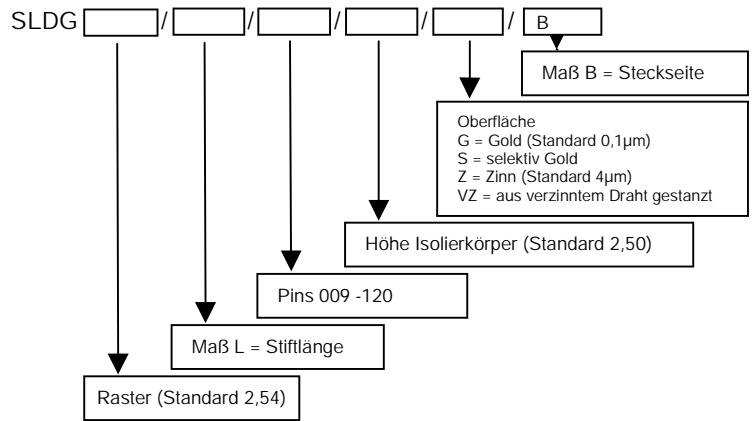 SLDG / / / / / B
Maß B = Steckseite
Oberfläche
G = Gold (Standard 0,1µm)
S = selektiv Gold
Z = Zinn (Standard 4µm)
VZ = aus verzinntem Draht gestanzt
Höhe Isolierkörper (Standard 2,50)
Pins 009 -120
Maß L = Stiftlänge
Raster (Standard 2,54)